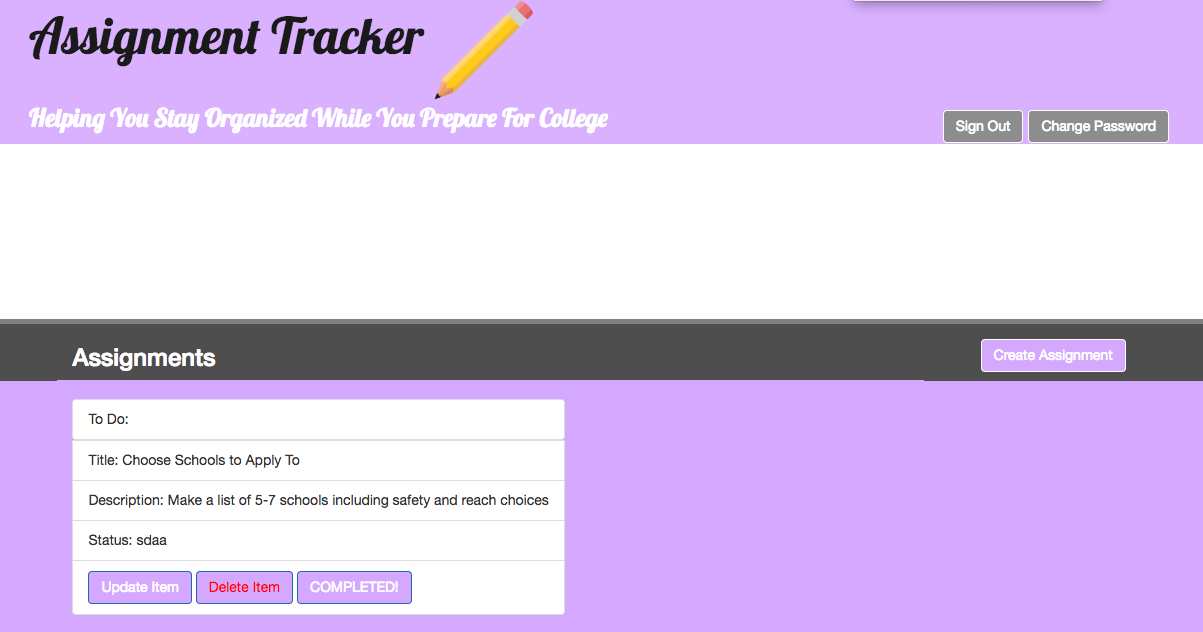 Assignment Tracker
Helping You Stay Organized While You Prepare For College
Sign Out Change Password
Assignments
Create Assignment
To Do:
Title: Choose Schools to Apply To
Description: Make a list of 5-7 schools including safety and reach choices
Status: sdaa
Update Item Delete Item COMPLETED!